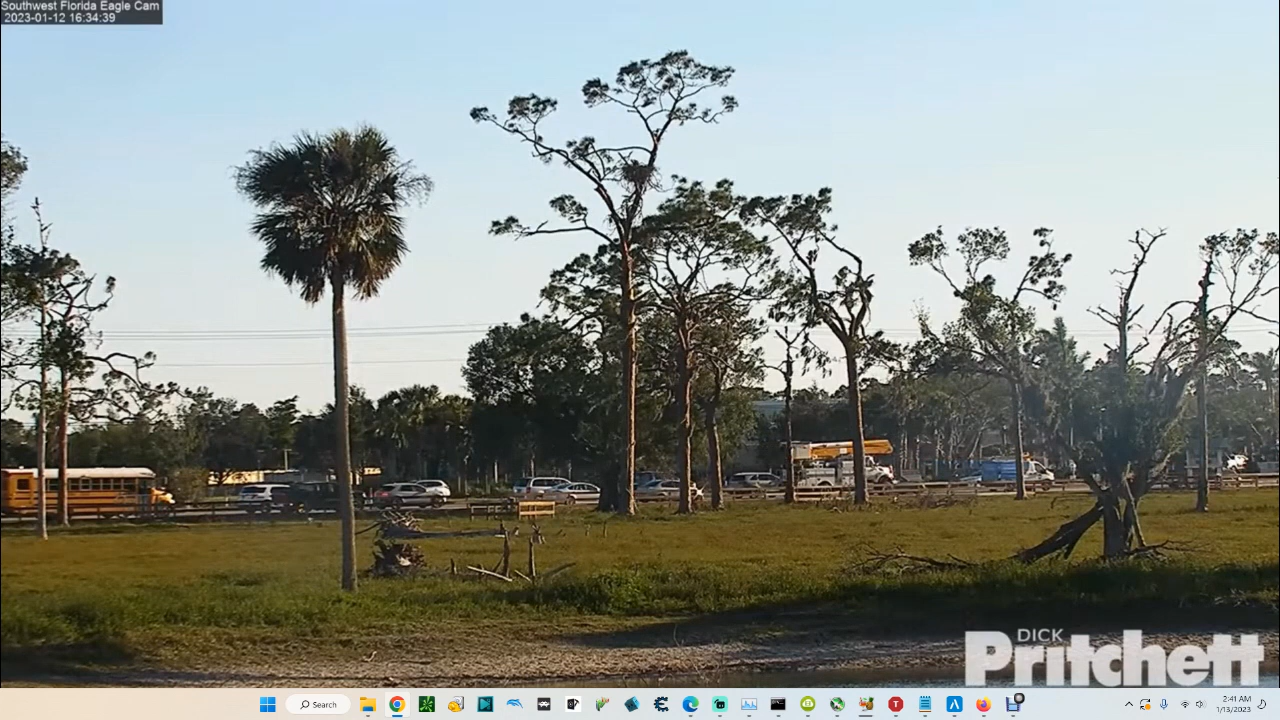 Southwest Florida Eagle Cam
2023-01-12 16:34:39
DICK
Pritchett
Search
2:41 AM
1/13/2023